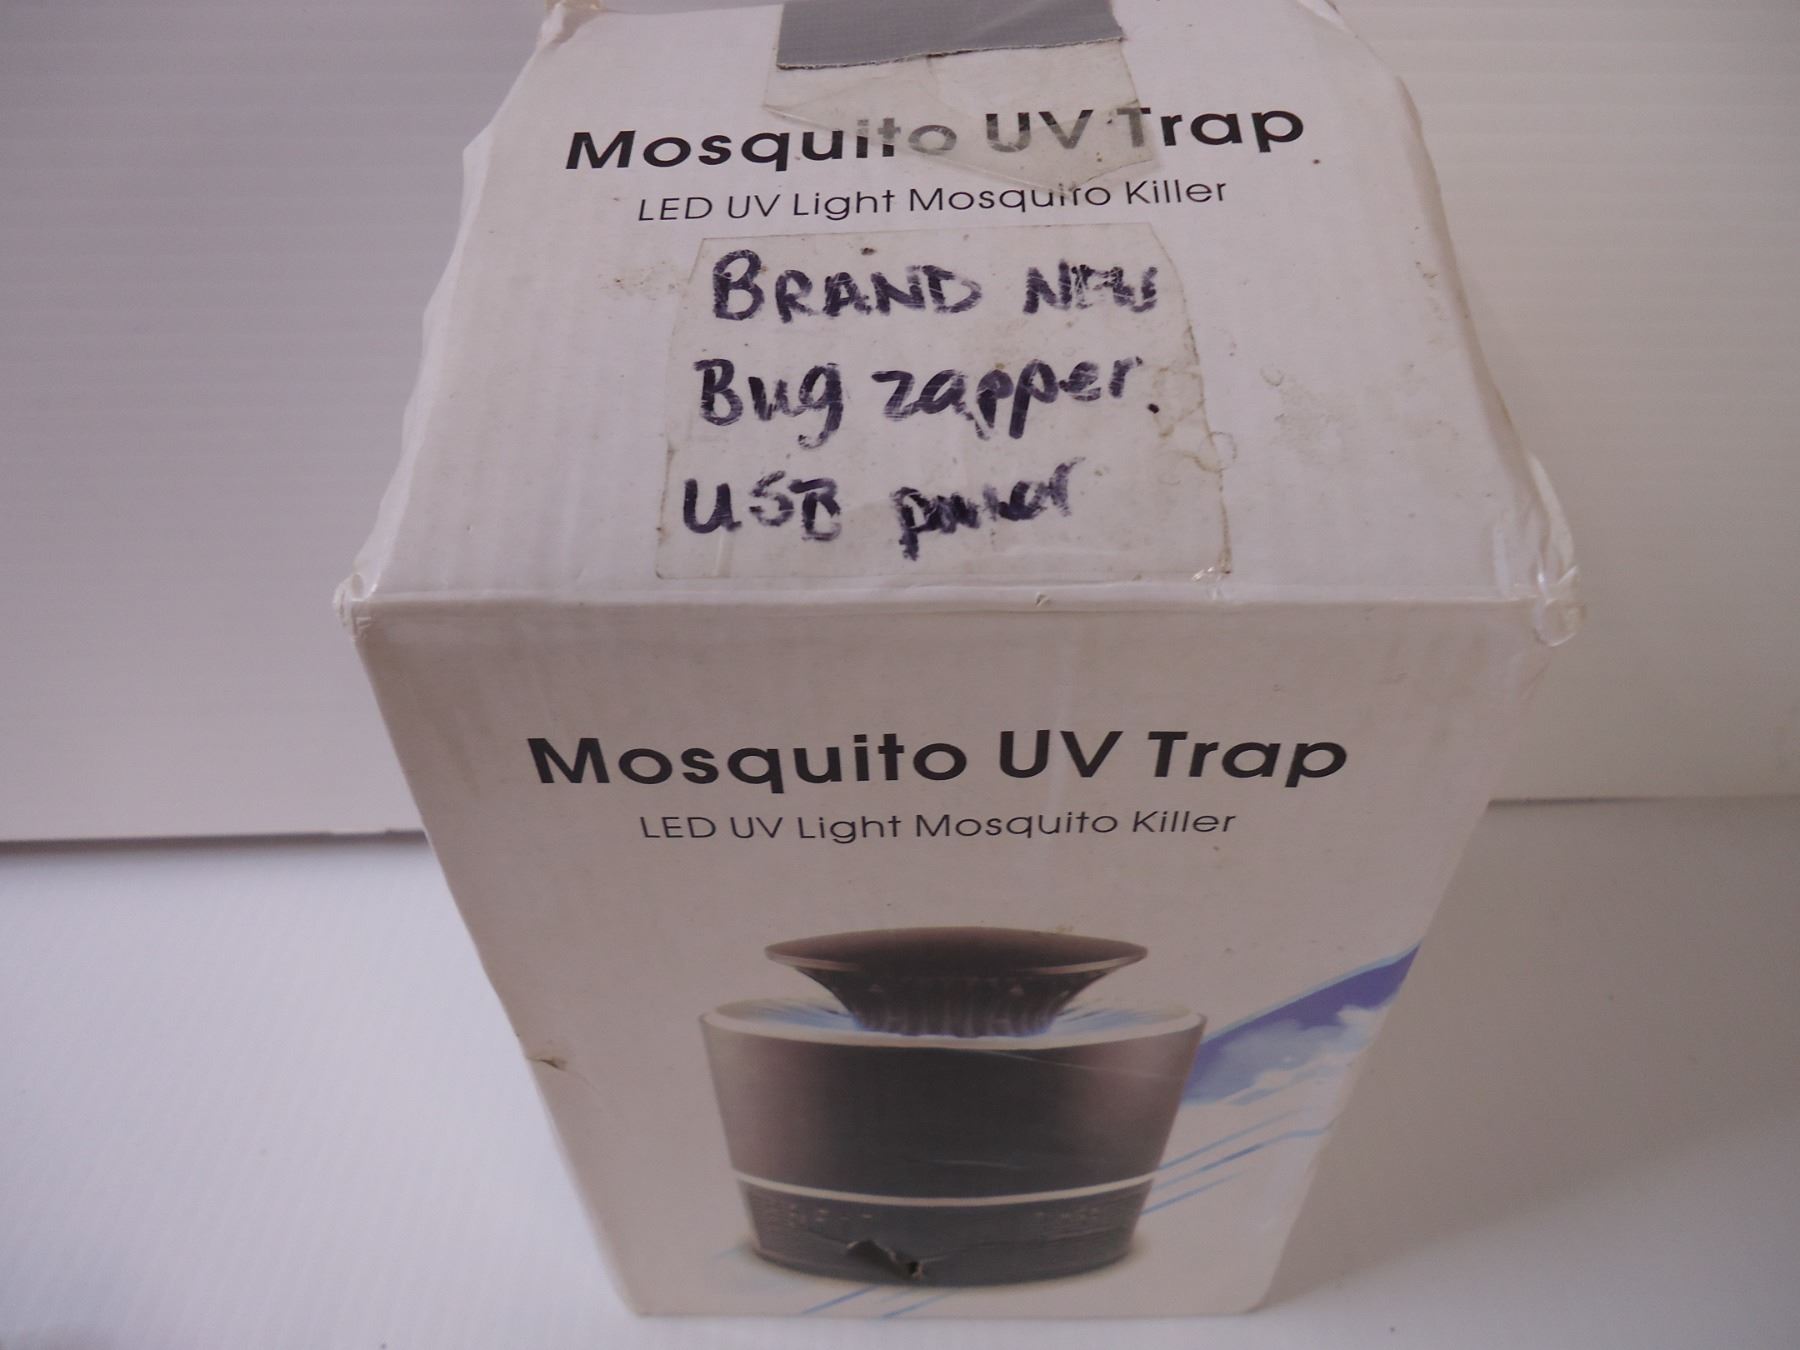 Mosquito UV Trap
LED UV Light Mosquito Killer
BRAND NEW
Bug zapper
USB power
Mosquito UV Trap
LED UV Light Mosquito Killer